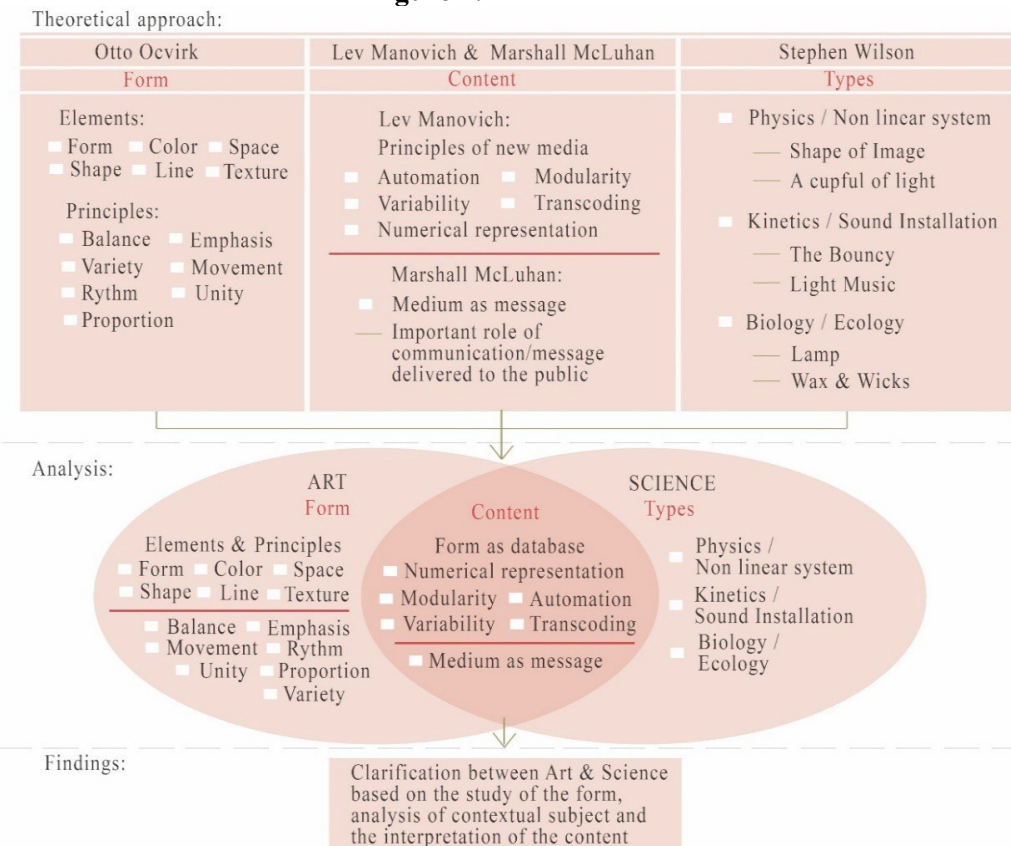 Theoretical approach:
Otto Ocvirk
Form
Elements:
Form Color Space
Shape Line Texture
Principles:
Balance Emphasis
Variety Movement
Rythm Unity
Proportion
Lev Manovich & Marshall McLuhan
Content
Lev Manovich:
Principles of new media
Automation Modularity
Variability Transcoding
Numerical representation
Marshall McLuhan:
Medium as message
— Important role of
communication/message
delivered to the public
Stephen Wilson
Types
Physics / Non linear system
— Shape of Image
— A cupful of light
Kinetics / Sound Installation
— The Bouncy
— Light Music
Biology / Ecology
— Lamp
— Wax & Wicks
Analysis:
ART
Form
Elements & Principles
Form Color Space
Shape Line Texture
Balance Emphasis
Movement Rythm
Unity Proportion
Variety
Content
Form as database
Numerical representation
Modularity Automation
Variability Transcoding
Medium as message
SCIENCE
Types
Physics /
Non linear system
Kinetics /
Sound Installation
Biology /
Ecology
Findings:
Clarification between Art & Science
based on the study of the form,
analysis of contextual subject and
the interpretation of the content